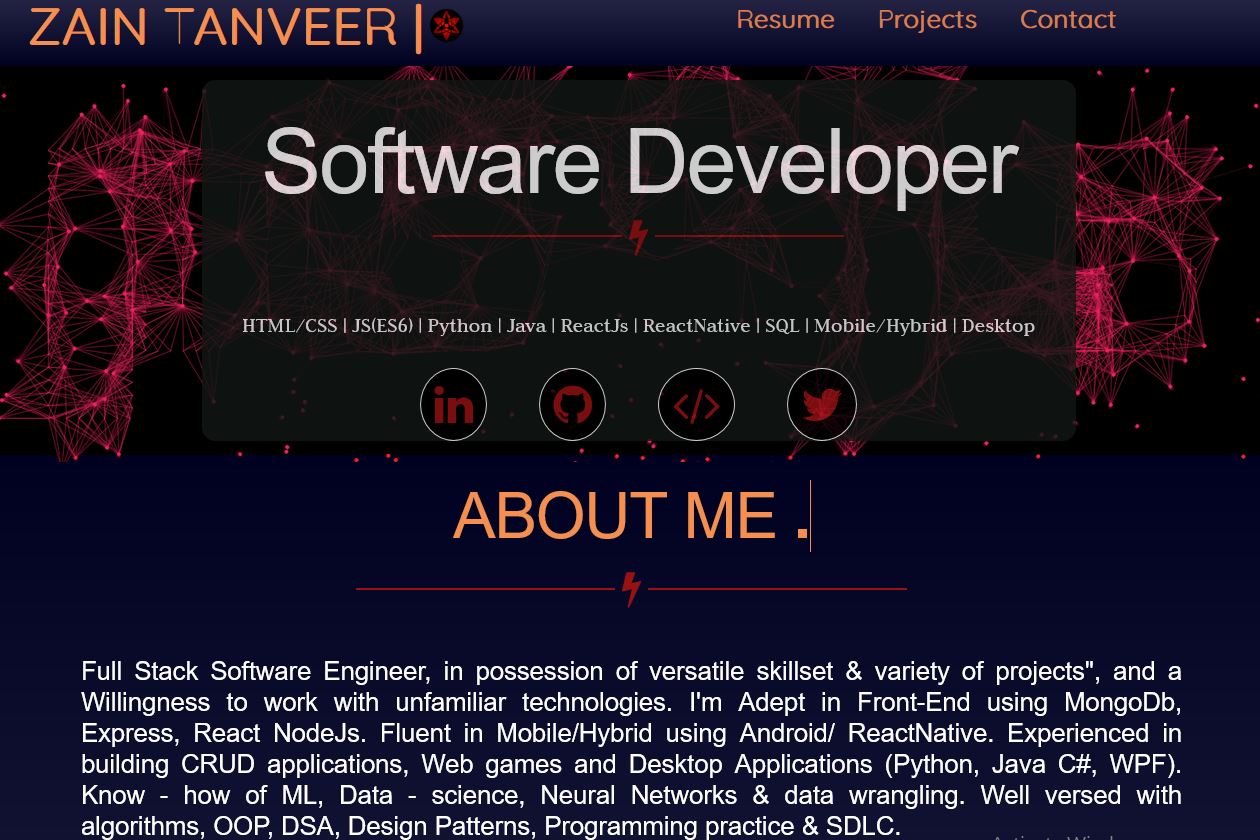 ZAIN TANVEER |
Resume Projects Contact
Software Developer
HTML/CSS | JS(ES6) | Python | Java | ReactJs | ReactNative | SQL | Mobile/Hybrid | Desktop
in
</>
ABOUT ME .
Full Stack Software Engineer, in possession of versatile skillset & variety of projects", and a
Willingness to work with unfamiliar technologies. I'm Adept in Front-End using MongoDb,
Express, React NodeJs. Fluent in Mobile/Hybrid using Android/ ReactNative. Experienced in
building CRUD applications, Web games and Desktop Applications (Python, Java C#, WPF).
Know - how of ML, Data - science, Neural Networks & data wrangling. Well versed with
algorithms, OOP, DSA, Design Patterns, Programming practice & SDLC.